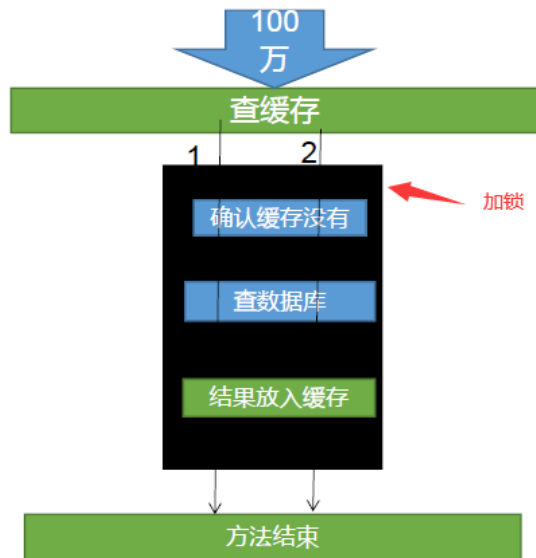 100
万
查缓存
1
2
确认缓存没有
加锁
查数据库
结果放入缓存
方法结束